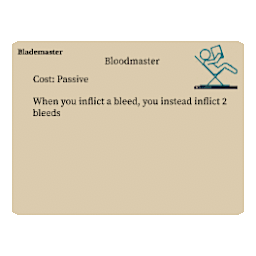 Blademaster
Bloodmaster
Cost: Passive
When you inflict a bleed, you instead inflict 2
bleeds